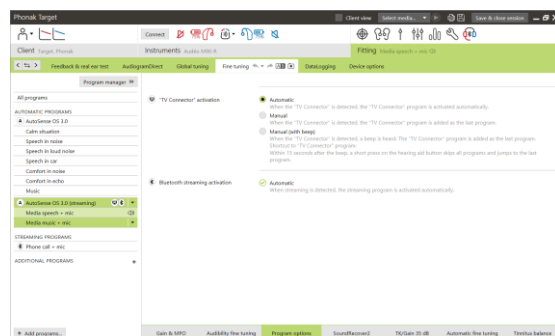 Phonak Target
Client view
Select media...
Save & close session
Connect
Client Target, Phonak
Instruments Audéo M90-R
Fitting Media speech + mic
Feedback & real ear test
AudiogramDirect
Global tuning
Fine tuning
DataLogging
Device options
Program manager
All programs
AUTOMATIC PROGRAMS
AutoSense OS 3.0
Calm situation
Speech in noise
Speech in loud noise
Speech in car
Comfort in noise
Comfort in echo
Music
AutoSense OS 3.0 (streaming)
Media speech + mic
Media music + mic
STREAMING PROGRAMS
Phone call + mic
ADDITIONAL PROGRAMS
+ Add programs...
"TV Connector" activation
Automatic
When the "TV Connector" is detected, the "TV Connector" program is activated automatically.
Manual
When the "TV Connector" is detected, the "TV Connector" program is added as the last program.
Manual (with beep)
When the "TV Connector" is detected, a beep is heard. The "TV Connector" program is added as the last program.
Shortcut to "TV Connector" program:
Within 15 seconds after the beep, a short press on the hearing aid button skips all programs and jumps to the last
program.
Bluetooth streaming activation
Automatic
When streaming is detected, the streaming program is activated automatically.
Gain & MPO
Audibility fine tuning
Program options
SoundRecover2
TK/Gain 35 dB
Automatic fine tuning
Tinnitus balance